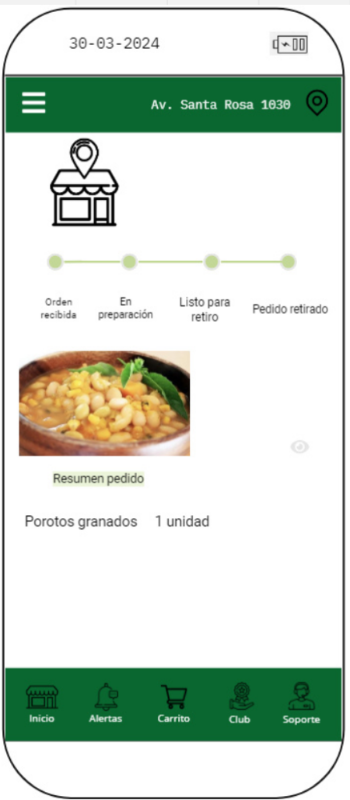 30-03-2024
Av. Santa Rosa 1030
Orden
recibida
En
preparación
Listo para
retiro
Pedido retirado
Resumen pedido
Porotos granados 1 unidad
Inicio
Alertas
Carrito
Club
Soporte